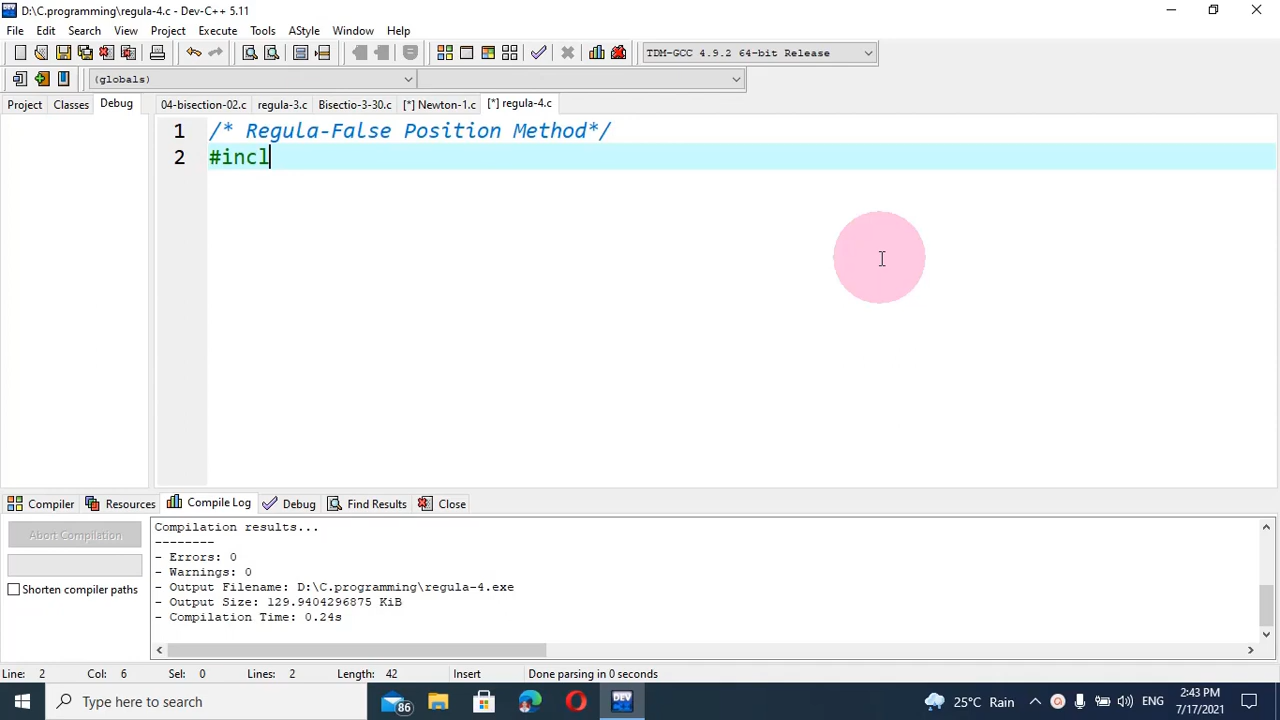 D:\C.programming\regula-4.c - Dev-C++ 5.11
File Edit Search View Project Execute Tools AStyle Window Help
TDM-GCC 4.9.2 64-bit Release
(globals)
Project Classes Debug 04-bisection-02.c regula-3.c Bisectio-3-30.c [*] Newton-1.c [*] regula-4.c
1 /* Regula-False Position Method*/
2 #incl
Compiler Resources Compile Log Debug Find Results Close
Abort Compilation
Shorten compiler paths
Compilation results...
--------
- Errors: 0
- Warnings: 0
- Output Filename: D:\C.programming\regula-4.exe
- Output Size: 129.9404296875 KiB
- Compilation Time: 0.24s
Line: 2 Col: 6 Sel: 0 Lines: 2 Length: 42 Insert Done parsing in 0 seconds
Type here to search 86 DEV 25°C Rain ENG 2:43 PM
7/17/2021